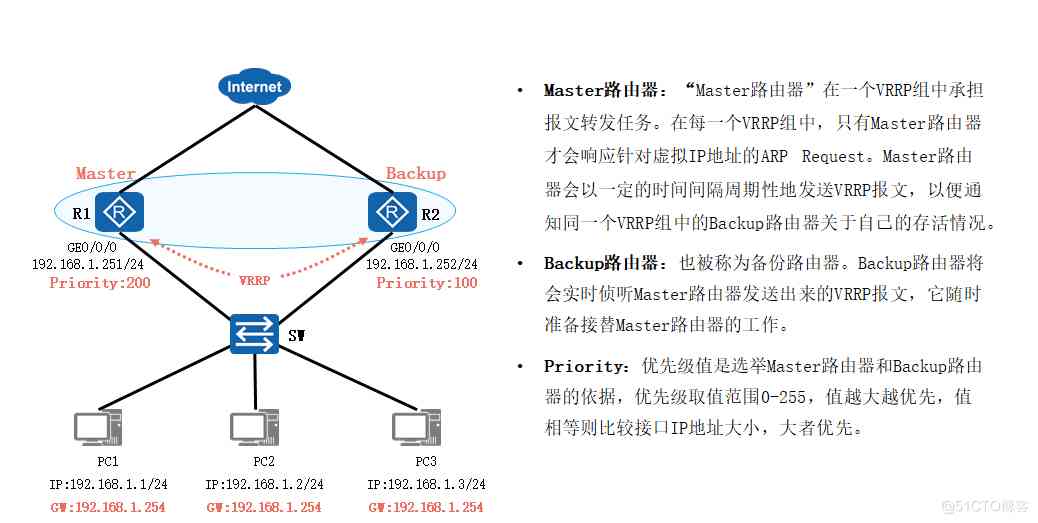 Internet
Master
Backup
R1
R2
GE0/0/0
192.168.1.251/24
Priority:200
VRRP
GE0/0/0
192.168.1.252/24
Priority:100
SW
PC1
PC2
PC3
IP:192.168.1.1/24
IP:192.168.1.2/24
IP:192.168.1.3/24
GW:192.168.1.254
GW:192.168.1.254
GW:192.168.1.254
• Master路由器：“Master路由器”在一个VRRP组中承担
报文转发任务。在每一个VRRP组中，只有Master路由器
才会响应针对虚拟IP地址的ARP Request。Master路由
器会以一定的时间间隔周期性地发送VRRP报文，以便通
知同一个VRRP组中的Backup路由器关于自己的存活情况。
• Backup路由器：也被称为备份路由器。Backup路由器将
会实时侦听Master路由器发送出来的VRRP报文，它随时
准备接替Master路由器的工作。
• Priority：优先级值是选举Master路由器和Backup路由
器的依据，优先级取值范围0-255，值越大越优先，值
相等则比较接口IP地址大小，大者优先。
@51CTO博客